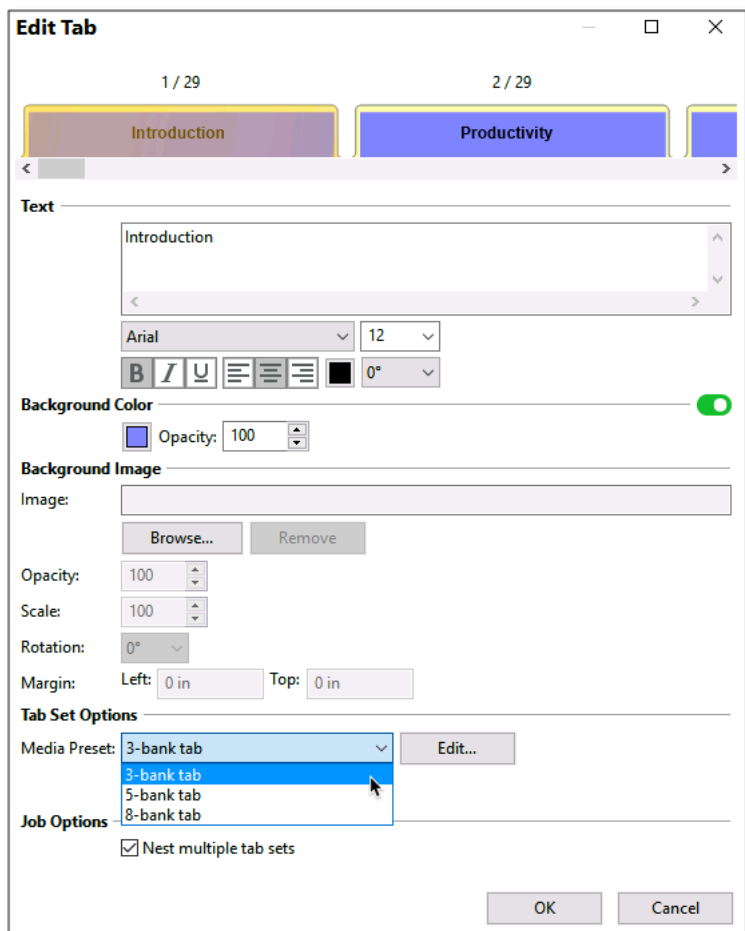 Edit Tab
1 / 29
2 / 29
Introduction
Productivity
Text
Introduction
Arial
12
B I U
0°
Background Color
Opacity: 100
Background Image
Image:
Browse...
Remove
Opacity: 100
Scale: 100
Rotation: 0°
Margin: Left: 0 in Top: 0 in
Tab Set Options
Media Preset: 3-bank tab Edit...
3-bank tab
5-bank tab
8-bank tab
Job Options
Nest multiple tab sets
OK
Cancel